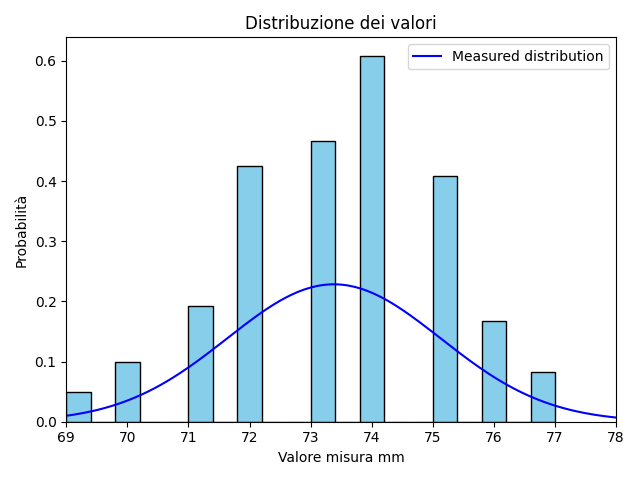 Distribuzione dei valori
Measured distribution
Probabilità
0.6
0.5
0.4
0.3
0.2
0.1
0.0
69 70 71 72 73 74 75 76 77 78
Valore misura mm